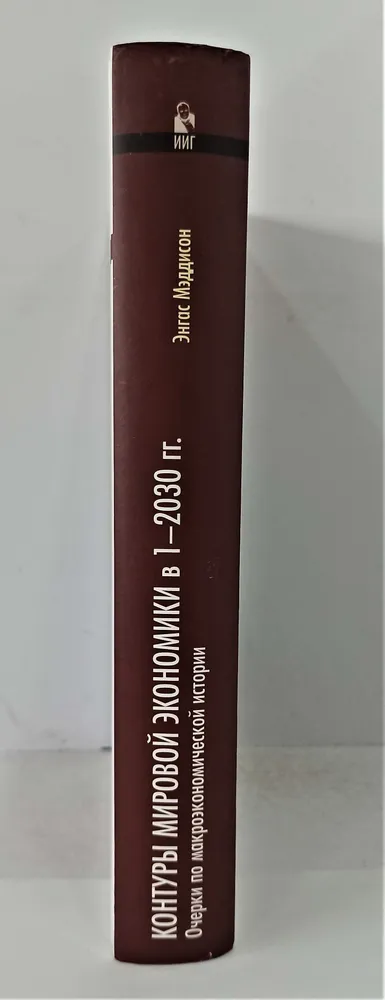 ИИГ
Энгас Мэддисон
КОНТУРЫ МИРОВОЙ ЭКОНОМИКИ в 1–2030 гг.
Очерки по макроэкономической истории